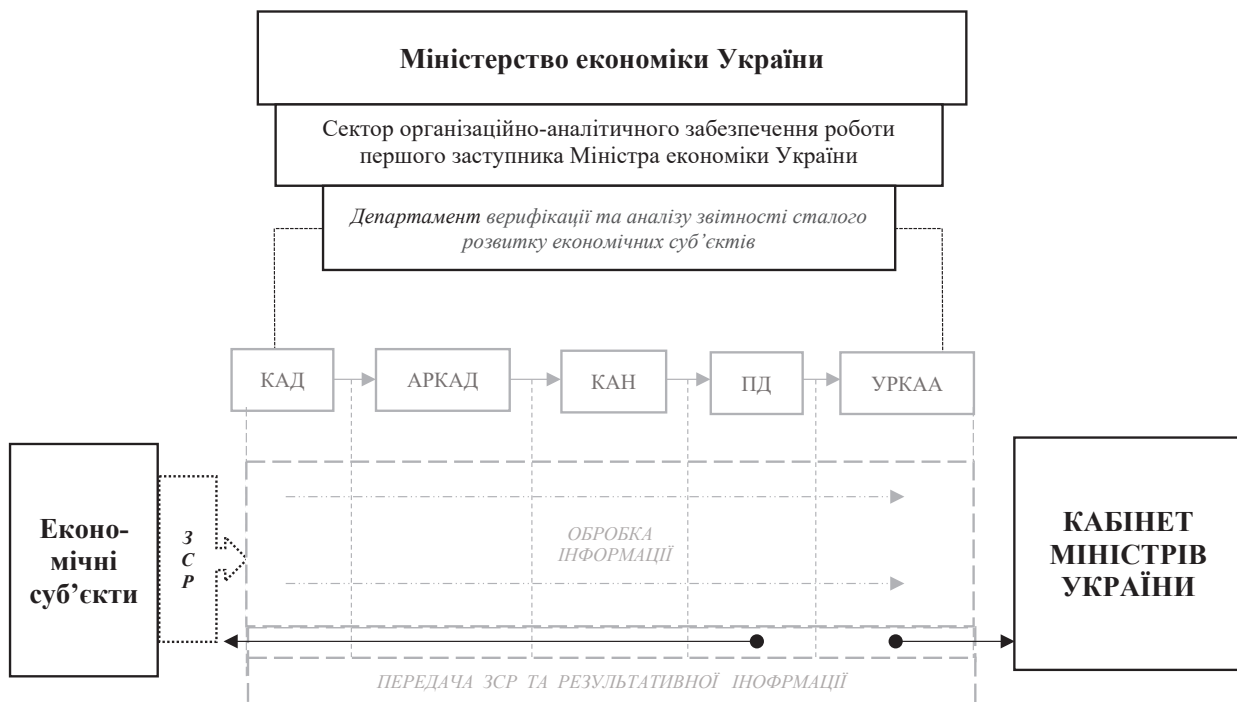 Міністерство економіки України
Сектор організаційно-аналітичного забезпечення роботи
першого заступника Міністра економіки України
Департамент верифікації та аналізу звітності сталого
розвитку економічних суб’єктів
КАД
АРКАД
КАН
ПД
УРКАА
Еконо-
мічні
суб’єкти
З
С
Р
ОБРОБКА
ІНФОРМАЦІЇ
КАБІНЕТ
МІНІСТРІВ
УКРАЇНИ
ПЕРЕДАЧА ЗСР ТА РЕЗУЛЬТАТИВНОЇ ІНОФРМАЦІЇ